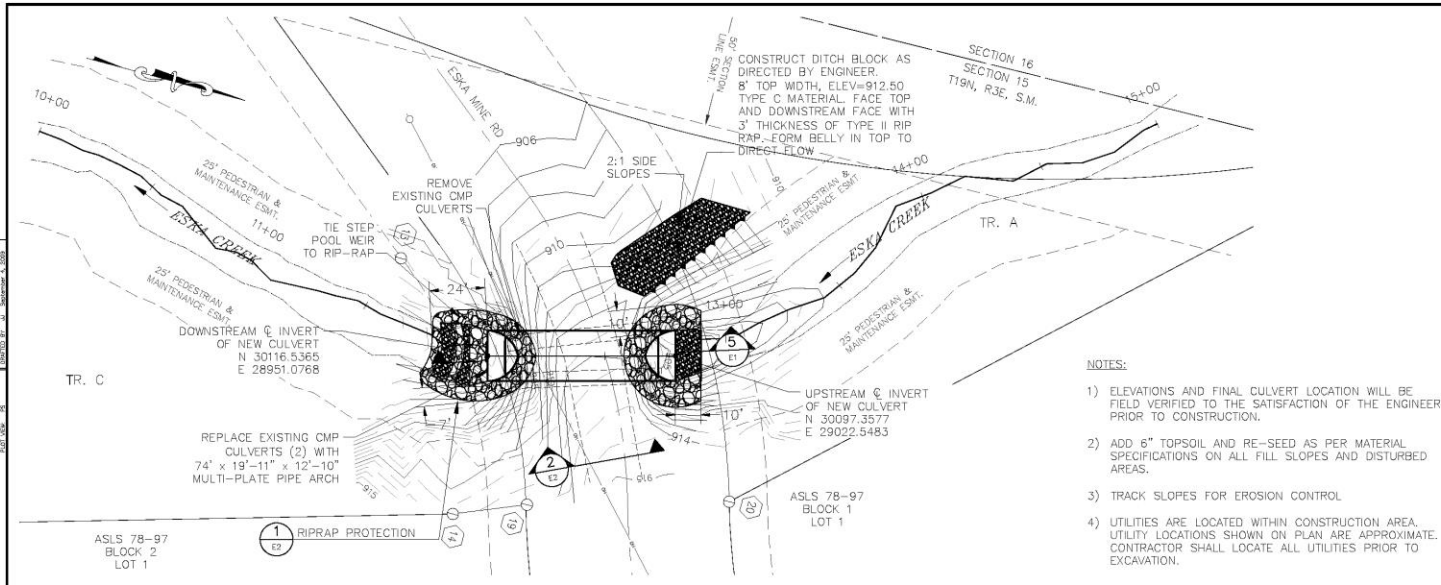 SECTION 16
SECTION 15
T19N, R3E, S.M.
50' SECTION
LINE ESMT.
CONSTRUCT DITCH BLOCK AS
DIRECTED BY ENGINEER.
8' TOP WIDTH, ELEV=912.50
TYPE C MATERIAL. FACE TOP
AND DOWNSTREAM FACE WITH
3' THICKNESS OF TYPE II RIP
RAP. FORM BELLY IN TOP TO
DIRECT FLOW
2:1 SIDE
SLOPES
ESKA MINE RD
906
910
910
10+00
11+00
13+00
14+00
15+00
25' PEDESTRIAN &
MAINTENANCE ESMT.
ESKA CREEK
25' PEDESTRIAN &
MAINTENANCE ESMT.
REMOVE
EXISTING CMP
CULVERTS
TIE STEP
POOL WEIR
TO RIP-RAP
24'
DOWNSTREAM ℄ INVERT
OF NEW CULVERT
N 30116.5365
E 28951.0768
TR. C
25' PEDESTRIAN &
MAINTENANCE ESMT.
ESKA CREEK
25' PEDESTRIAN &
MAINTENANCE ESMT.
TR. A
10'
5
E1
UPSTREAM ℄ INVERT
OF NEW CULVERT
N 30097.3577
E 29022.5483
10'
7'
914
916
915
REPLACE EXISTING CMP
CULVERTS (2) WITH
74' x 19'-11" x 12'-10"
MULTI-PLATE PIPE ARCH
2
E2
1
E2
RIPRAP PROTECTION
14
19
20
ASLS 78-97
BLOCK 2
LOT 1
ASLS 78-97
BLOCK 1
LOT 1
NOTES:
1) ELEVATIONS AND FINAL CULVERT LOCATION WILL BE
FIELD VERIFIED TO THE SATISFACTION OF THE ENGINEER
PRIOR TO CONSTRUCTION.
2) ADD 6" TOPSOIL AND RE-SEED AS PER MATERIAL
SPECIFICATIONS ON ALL FILL SLOPES AND DISTURBED
AREAS.
3) TRACK SLOPES FOR EROSION CONTROL
4) UTILITIES ARE LOCATED WITHIN CONSTRUCTION AREA.
UTILITY LOCATIONS SHOWN ON PLAN ARE APPROXIMATE.
CONTRACTOR SHALL LOCATE ALL UTILITIES PRIOR TO
EXCAVATION.